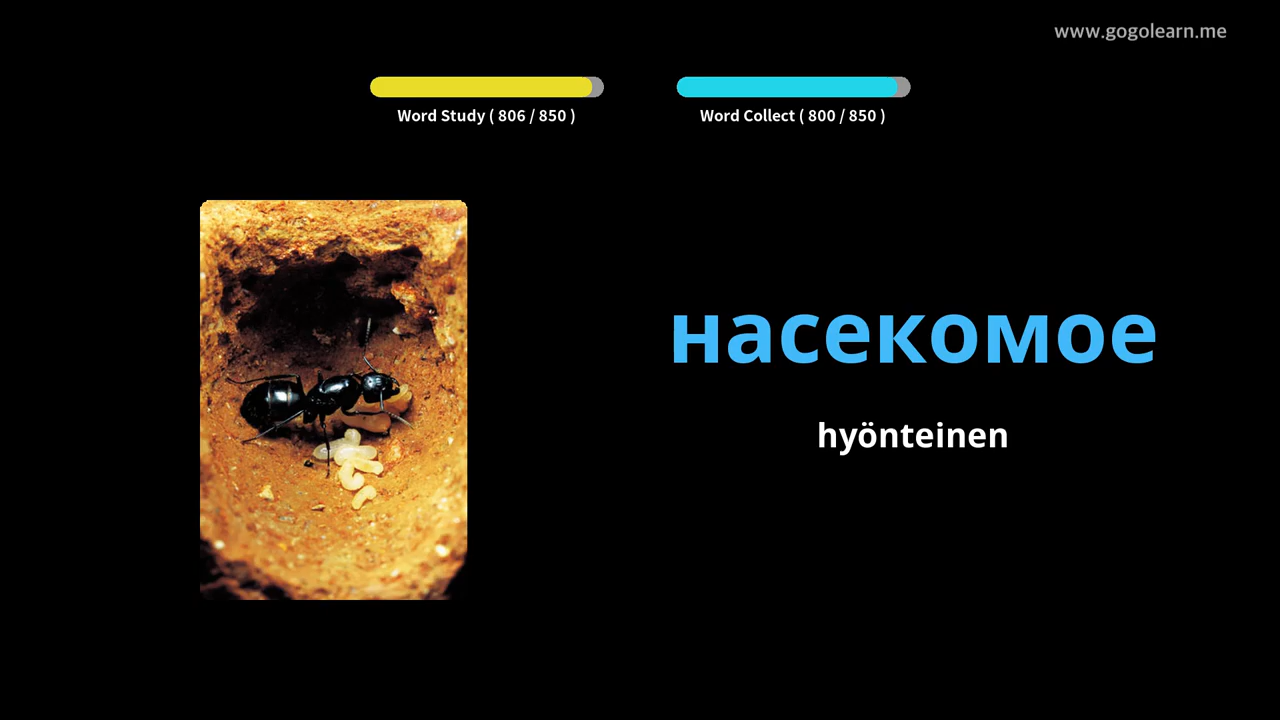 www.gogolearn.me
Word Study ( 806 / 850 )
Word Collect ( 800 / 850 )
насекомое
hyönteinen